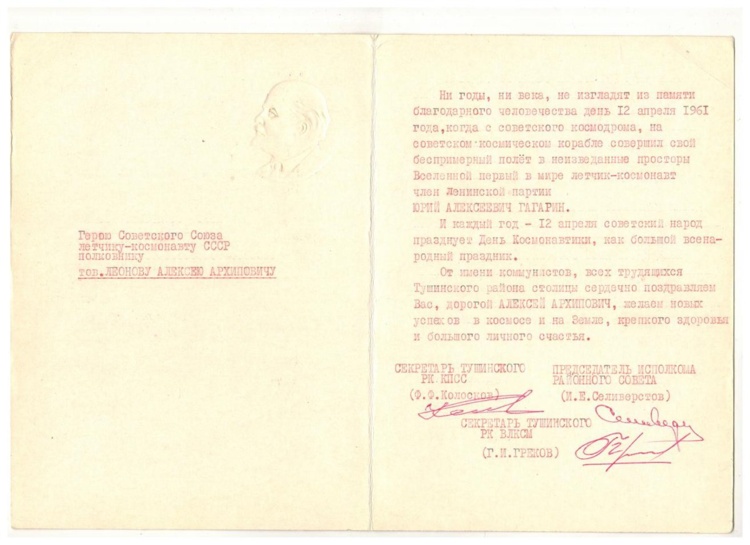 Герою Советского Союза
летчику-космонавту СССР
полковнику
тов.ЛЕОНОВУ АЛЕКСЕЮ АРХИПОВИЧУ
Ни годы, ни века, не изгладят из памяти
благодарного человечества день 12 апреля 1961
года,когда с советского космодрома, на
советском космическом корабле совершил свой
беспримерный полёт в неизведанные просторы
Вселенной первый в мире летчик-космонавт
член Ленинской партии
ЮРИЙ АЛЕКСЕЕВИЧ ГАГАРИН.
И каждый год - 12 апреля советский народ
празднует День Космонавтики, как большой всена-
родный праздник.
От имени коммунистов, всех трудящихся
Тушинского района столицы сердечно поздравляем
Вас, дорогой АЛЕКСЕЙ АРХИПОВИЧ, желаем новых
успехов в космосе и на Земле, крепкого здоровья
и большого личного счастья.
СЕКРЕТАРЬ ТУШИНСКОГО
РК КПСС
(Ф.Ф.Колосков)
ПРЕДСЕДАТЕЛЬ ИСПОЛКОМА
РАЙОННОГО СОВЕТА
(И.Е.Селиверстов)
СЕКРЕТАРЬ ТУШИНСКОГО
РК ВЛКСМ
(Г.И.ГРЕКОВ)